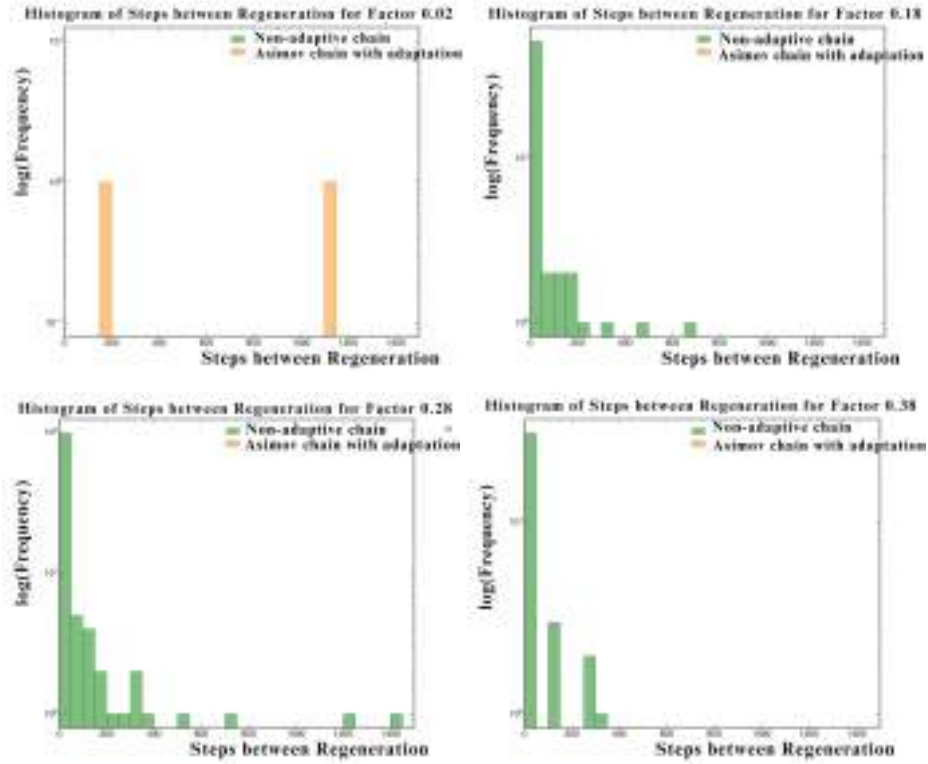 Histogram of Steps between Regeneration for Factor 0.02
Non-adaptive chain
Asimov chain with adaptation
log(Frequency)
Steps between Regeneration
Histogram of Steps between Regeneration for Factor 0.18
Non-adaptive chain
Asimov chain with adaptation
log(Frequency)
Steps between Regeneration
Histogram of Steps between Regeneration for Factor 0.28
Non-adaptive chain
Asimov chain with adaptation
log(Frequency)
Steps between Regeneration
Histogram of Steps between Regeneration for Factor 0.38
Non-adaptive chain
Asimov chain with adaptation
log(Frequency)
Steps between Regeneration